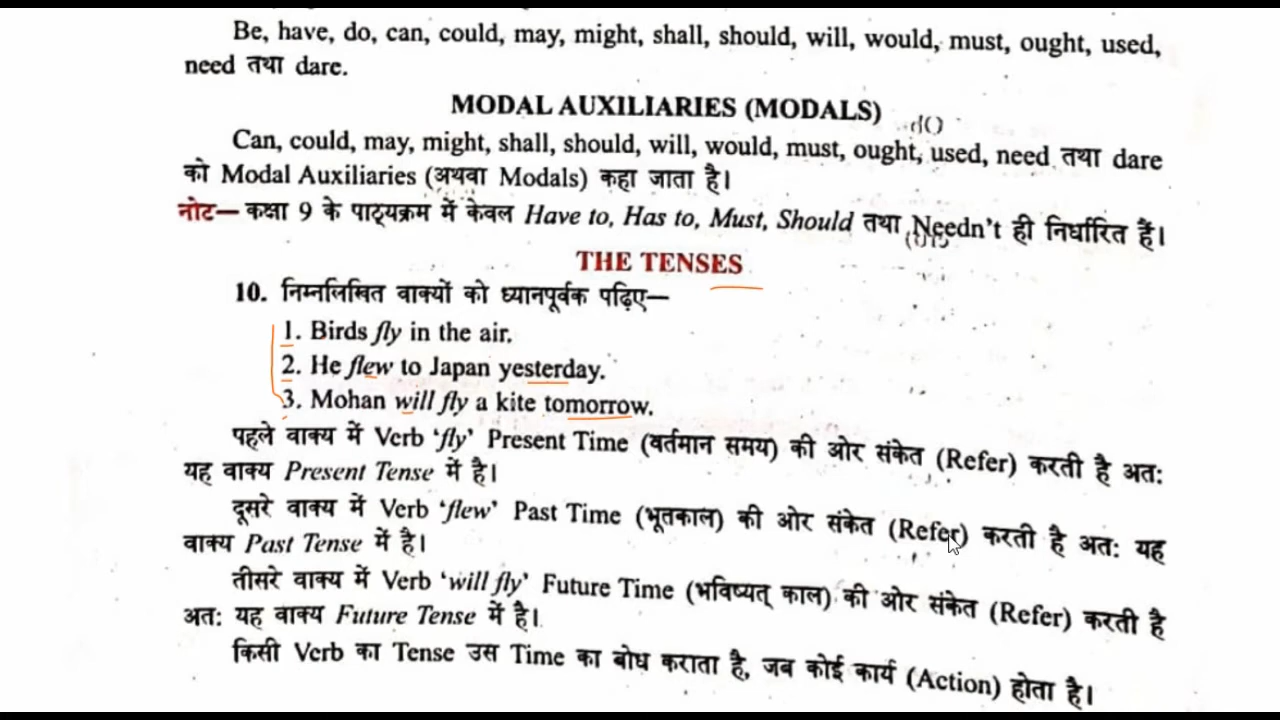 Be, have, do, can, could, may, might, shall, should, will, would, must, ought, used,
need तथा dare.
MODAL AUXILIARIES (MODALS)
Can, could, may, might, shall, should, will, would, must, ought, used, need तथा dare
को Modal Auxiliaries (अथवा Modals) कहा जाता है।
नोट— कक्षा 9 के पाठ्यक्रम में केवल Have to, Has to, Must, Should तथा Needn't ही निर्धारित हैं।
THE TENSES
10. निम्नलिखित वाक्यों को ध्यानपूर्वक पढ़िए—
1. Birds fly in the air.
2. He flew to Japan yesterday.
3. Mohan will fly a kite tomorrow.
पहले वाक्य में Verb ‘fly’ Present Time (वर्तमान समय) की ओर संकेत (Refer) करती है अत:
यह वाक्य Present Tense में है।
दूसरे वाक्य में Verb ‘flew’ Past Time (भूतकाल) की ओर संकेत (Refer) करती है अत: यह
वाक्य Past Tense में है।
तीसरे वाक्य में Verb ‘will fly’ Future Time (भविष्यत् काल) की ओर संकेत (Refer) करती है
अत: यह वाक्य Future Tense में है।
किसी Verb का Tense उस Time का बोध कराता है, जब कोई कार्य (Action) होता है।